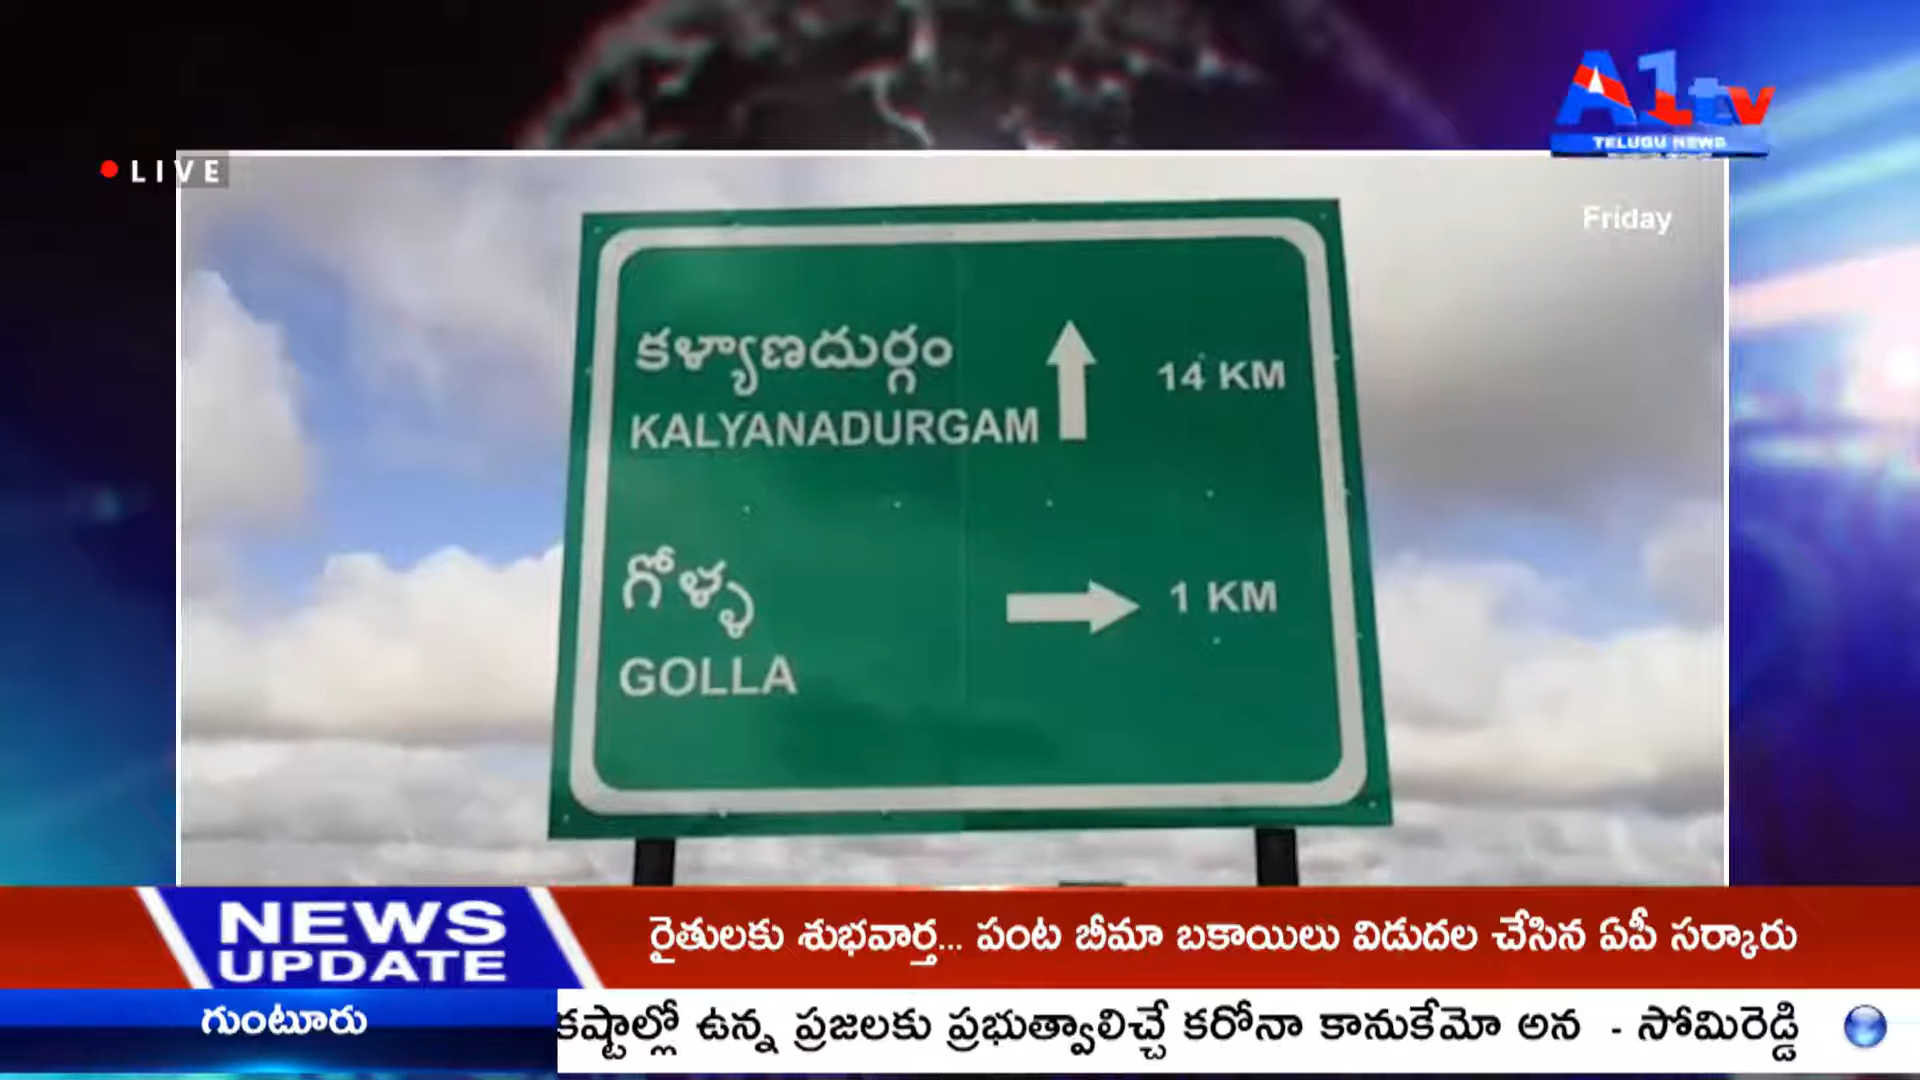 A1tv
TELUGU NEWS
LIVE
Friday
కళ్యాణదుర్గం
KALYANADURGAM
14 KM
గోళ్ళ
GOLLA
1 KM
NEWS UPDATE
రైతులకు శుభవార్త... పంట బీమా బకాయిలు విడుదల చేసిన ఏపీ సర్కారు
గుంటూరు
కష్టాల్లో ఉన్న ప్రజలకు ప్రభుత్వాలిచ్చే కరోనా కానుకేమో అన - సోమిరెడ్డి